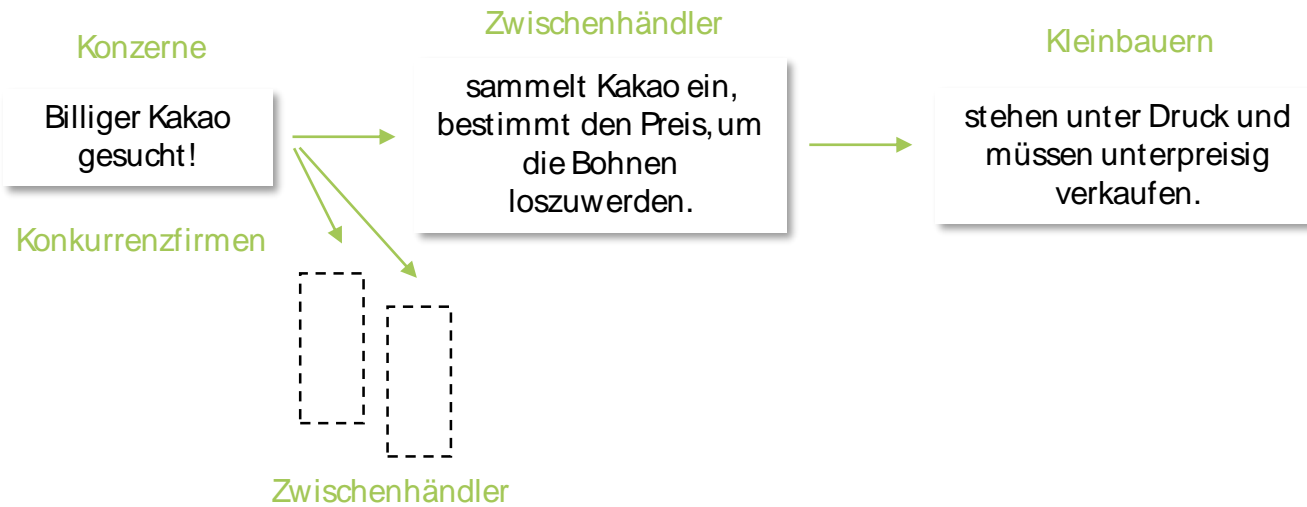 Konzerne
Billiger Kakao
gesucht!
Konkurrenzfirmen
Zwischenhändler
sammelt Kakao ein,
bestimmt den Preis, um
die Bohnen
loszuwerden.
Kleinbauern
stehen unter Druck und
müssen unterpreisig
verkaufen.
Zwischenhändler